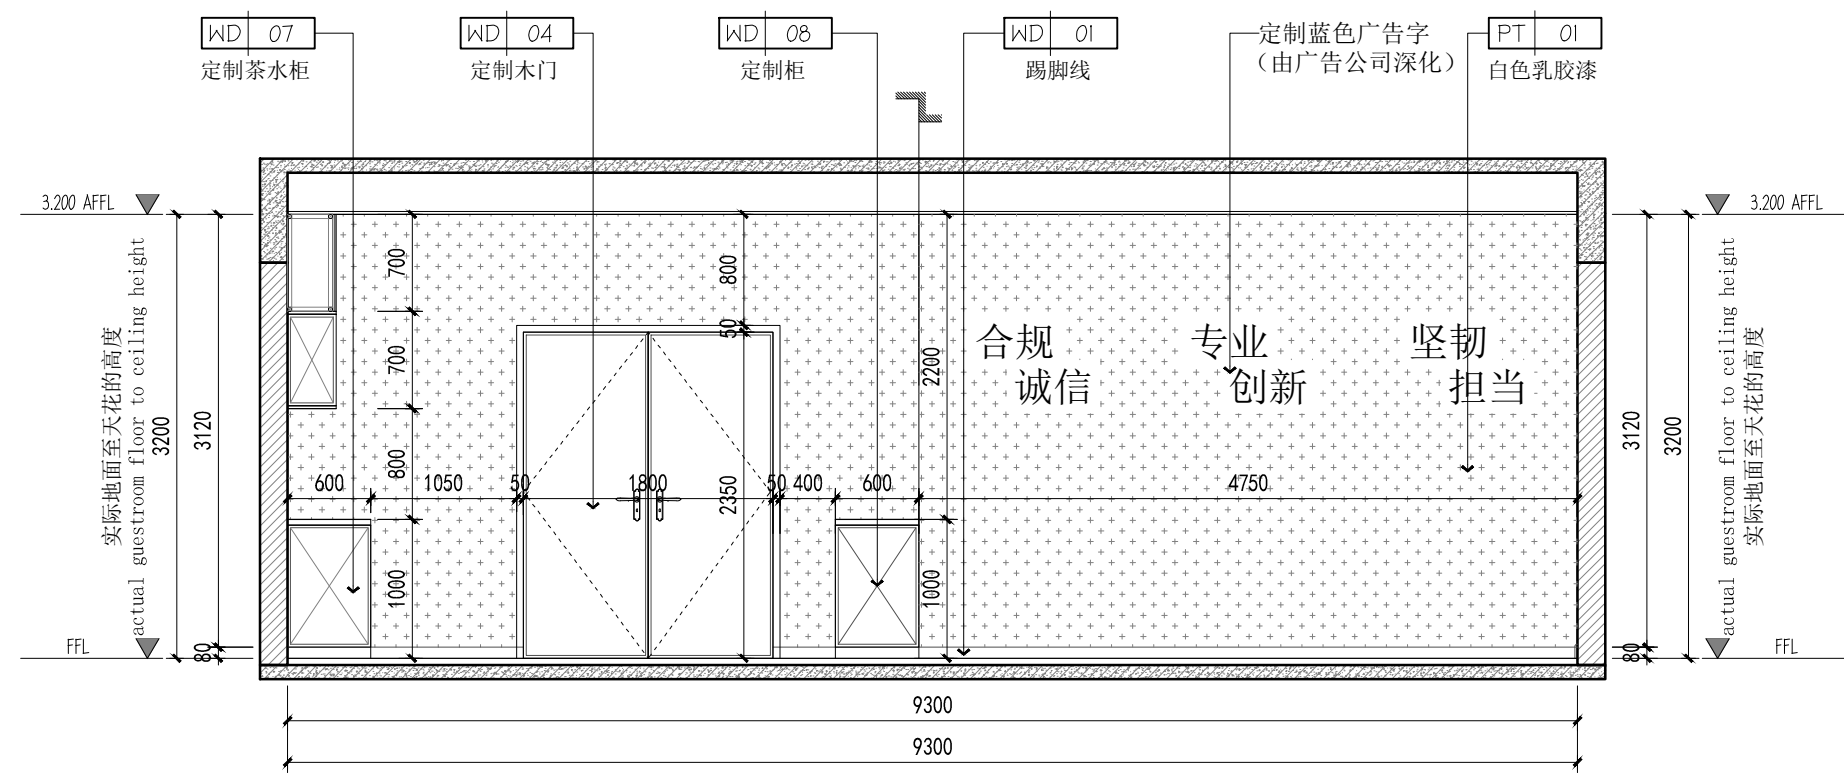 WD 07
定制茶水柜
WD 04
定制木门
WD 08
定制柜
WD 01
踢脚线
定制蓝色广告字
（由广告公司深化）
PT 01
白色乳胶漆
3.200 AFFL
3.200 AFFL
实际地面至天花的高度
actual guestroom floor to ceiling height
3200
3120
80
FFL
700
700
800
1000
800
50
2350
2200
1000
600
1050
50
1800
50
400
600
4750
合规
诚信
专业
创新
坚韧
担当
3120
80
3200
actual guestroom floor to ceiling height
实际地面至天花的高度
FFL
9300
9300